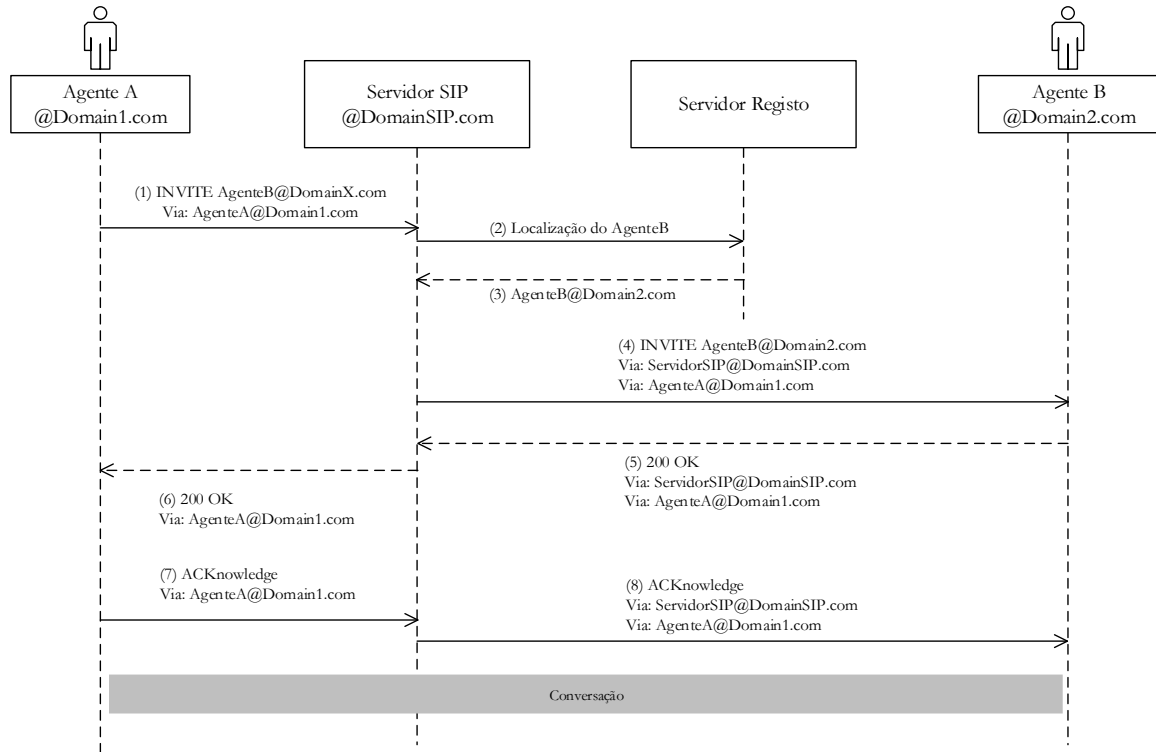 Agente A
@Domain1.com
Servidor SIP
@DomainSIP.com
Servidor Registo
Agente B
@Domain2.com
(1) INVITE AgenteB@DomainX.com
Via: AgenteA@Domain1.com
(2) Localização do AgenteB
(3) AgenteB@Domain2.com
(4) INVITE AgenteB@Domain2.com
Via: ServidorSIP@DomainSIP.com
Via: AgenteA@Domain1.com
(5) 200 OK
Via: ServidorSIP@DomainSIP.com
Via: AgenteA@Domain1.com
(6) 200 OK
Via: AgenteA@Domain1.com
(7) ACKnowledge
Via: AgenteA@Domain1.com
(8) ACKnowledge
Via: ServidorSIP@DomainSIP.com
Via: AgenteA@Domain1.com
Conversação